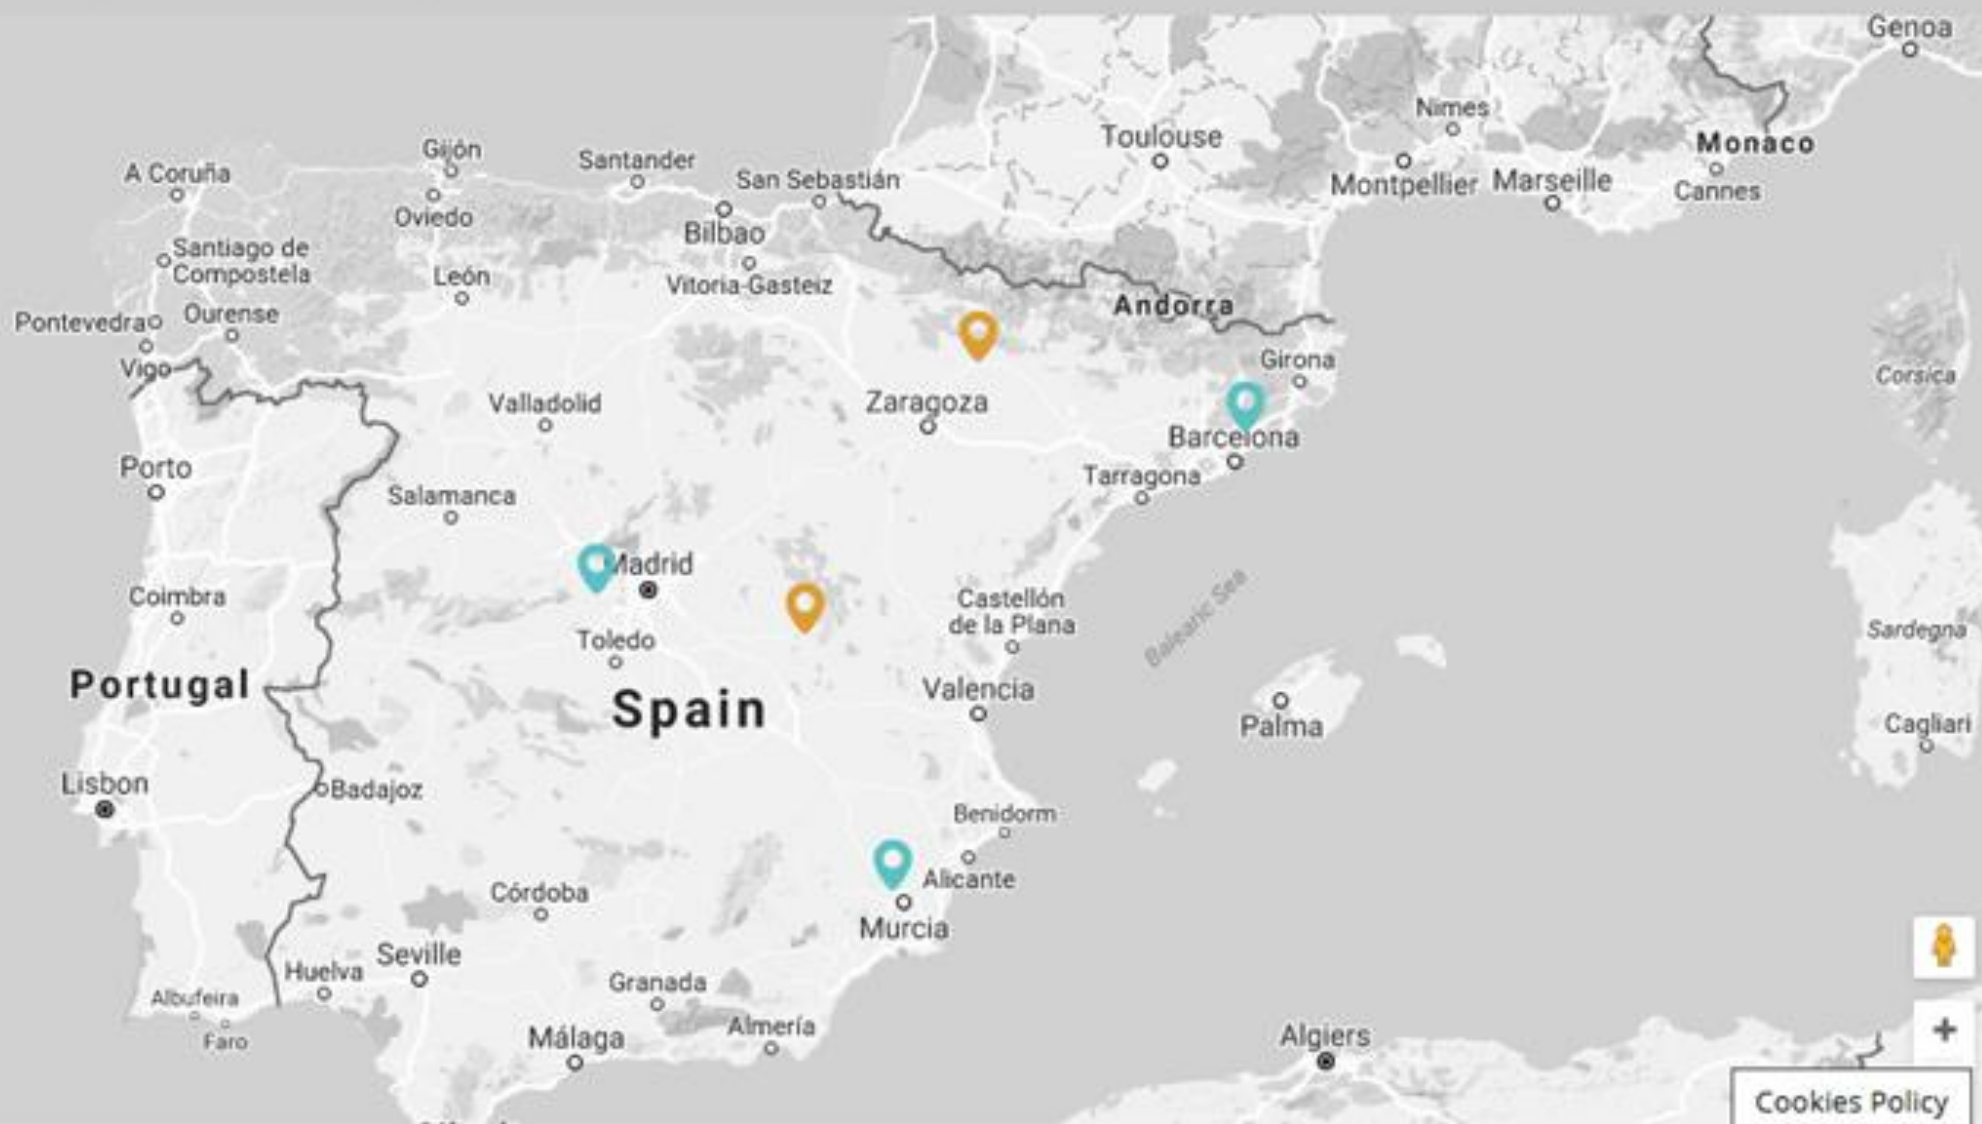 Genoa
Nimes
Toulouse
Monaco
Gijón
Santander
A Coruña
San Sebastián
Montpellier
Marseille
Cannes
Oviedo
Bilbao
Santiago de
Compostela
León
Vitoria-Gasteiz
Andorra
Pontevedra
Ourense
Girona
Vigo
Corsica
Valladolid
Zaragoza
Barcelona
Porto
Tarragona
Salamanca
Madrid
Coimbra
Castellón
de la Plana
Balearic Sea
Toledo
Sardegna
Portugal
Valencia
Spain
Palma
Cagliari
Lisbon
Badajoz
Benidorm
Alicante
Córdoba
Murcia
Seville
Huelva
Granada
Albufeira
Almería
Faro
Málaga
Algiers
+
Cookies Policy